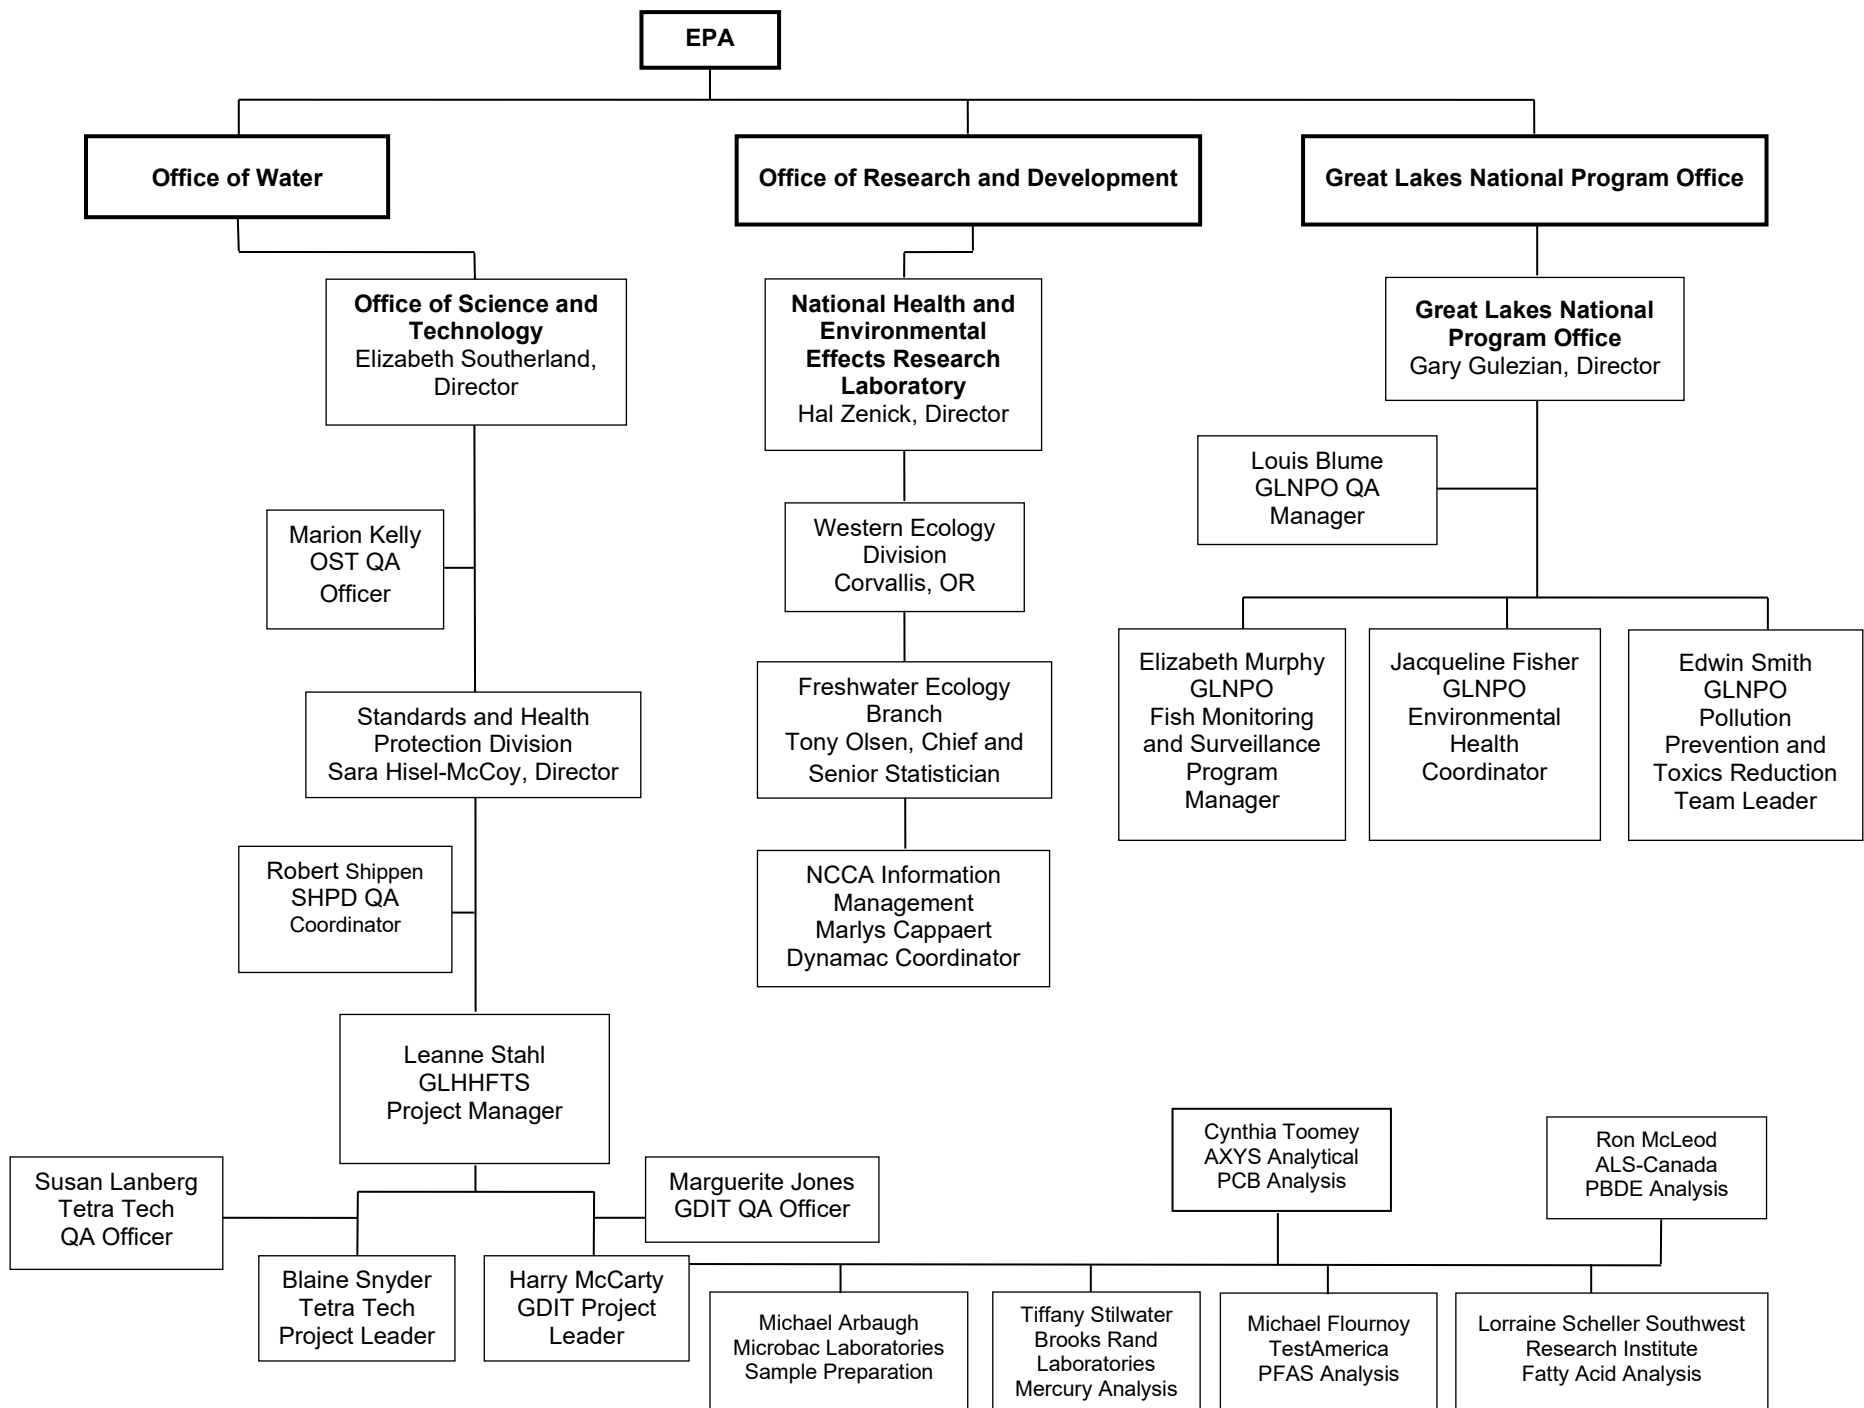 EPA
Office of Water
Office of Research and Development
Great Lakes National Program Office
Office of Science and
Technology
Elizabeth Southerland,
Director
National Health and
Environmental
Effects Research
Laboratory
Hal Zenick, Director
Great Lakes National
Program Office
Gary Gulezian, Director
Louis Blume
GLNPO QA
Manager
Marion Kelly
OST QA
Officer
Western Ecology
Division
Corvallis, OR
Elizabeth Murphy
GLNPO
Fish Monitoring
and Surveillance
Program
Manager
Jacqueline Fisher
GLNPO
Environmental
Health
Coordinator
Edwin Smith
GLNPO
Pollution
Prevention and
Toxics Reduction
Team Leader
Standards and Health
Protection Division
Sara Hisel-McCoy, Director
Freshwater Ecology
Branch
Tony Olsen, Chief and
Senior Statistician
Robert Shippen
SHPD QA
Coordinator
NCCA Information
Management
Marlys Cappaert
Dynamac Coordinator
Leanne Stahl
GLHHFTS
Project Manager
Susan Lanberg
Tetra Tech
QA Officer
Marguerite Jones
GDIT QA Officer
Cynthia Toomey
AXYS Analytical
PCB Analysis
Ron McLeod
ALS-Canada
PBDE Analysis
Blaine Snyder
Tetra Tech
Project Leader
Harry McCarty
GDIT Project
Leader
Michael Arbaugh
Microbac Laboratories
Sample Preparation
Tiffany Stilwater
Brooks Rand
Laboratories
Mercury Analysis
Michael Flournoy
TestAmerica
PFAS Analysis
Lorraine Scheller Southwest
Research Institute
Fatty Acid Analysis